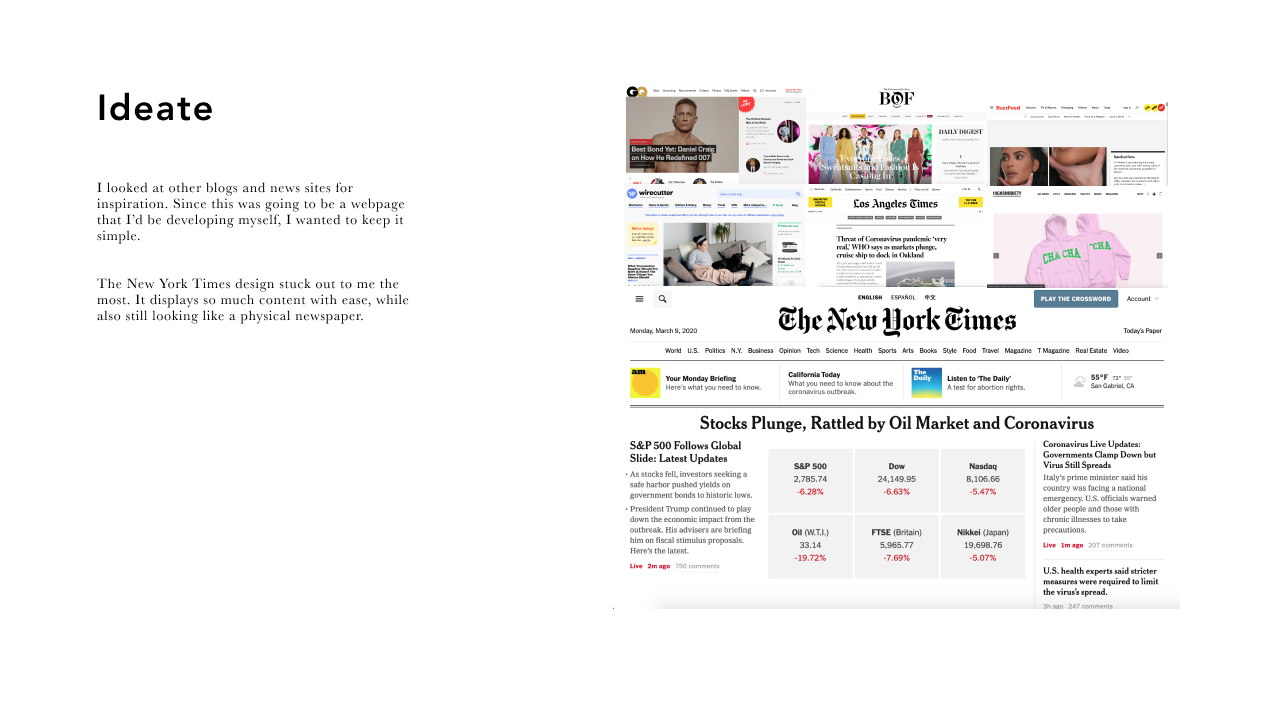 Ideate
I looked at other blogs and news sites for
inspiration. Since this was going to be a webpage
that I'd be developing myself, I wanted to keep it
simple.
The New York Times design stuck out to me the
most. It displays so much content with ease, while
also still looking like a physical newspaper.
GQ
Best Bond Yet: Daniel Craig
on How He Redefined 007
BOF
DAILY DIGEST
Everyone Loves
Sweatsuits and Fashion Is
Cashing In
BuzzFeed
wirecutter
Los Angeles Times
Threat of Coronavirus pandemic 'very
real,' WHO says as markets plunge,
cruise ship to dock in Oakland
HIGHSNOBIETY
CHA CHA
CHA
ENGLISH ESPAÑOL 中文
PLAY THE CROSSWORD
Account
The New York Times
Monday, March 9, 2020
Today's Paper
World U.S. Politics N.Y. Business Opinion Tech Science Health Sports Arts Books Style Food Travel Magazine T Magazine Real Estate Video
am
Your Monday Briefing
Here's what you need to know.
California Today
What you need to know about the
coronavirus outbreak.
The
Daily
Listen to 'The Daily'
A test for abortion rights.
55°F 72° 55°
San Gabriel, CA
Stocks Plunge, Rattled by Oil Market and Coronavirus
S&P 500 Follows Global
Slide: Latest Updates
• As stocks fell, investors seeking a
safe harbor pushed yields on
government bonds to historic lows.
• President Trump continued to play
down the economic impact from the
outbreak. His advisers are briefing
him on fiscal stimulus proposals.
Here's the latest.
Live 2m ago 750 comments
S&P 500
2,785.74
-6.28%
Dow
24,149.95
-6.63%
Nasdaq
8,106.66
-5.47%
Oil (W.T.I.)
33.14
-19.72%
FTSE (Britain)
5,965.77
-7.69%
Nikkei (Japan)
19,698.76
-5.07%
Coronavirus Live Updates:
Governments Clamp Down but
Virus Still Spreads
Italy's prime minister said his
country was facing a national
emergency. U.S. officials warned
older people and those with
chronic illnesses to take
precautions.
Live 1m ago 207 comments
U.S. health experts said stricter
measures were required to limit
the virus's spread.
3h ago 247 comments